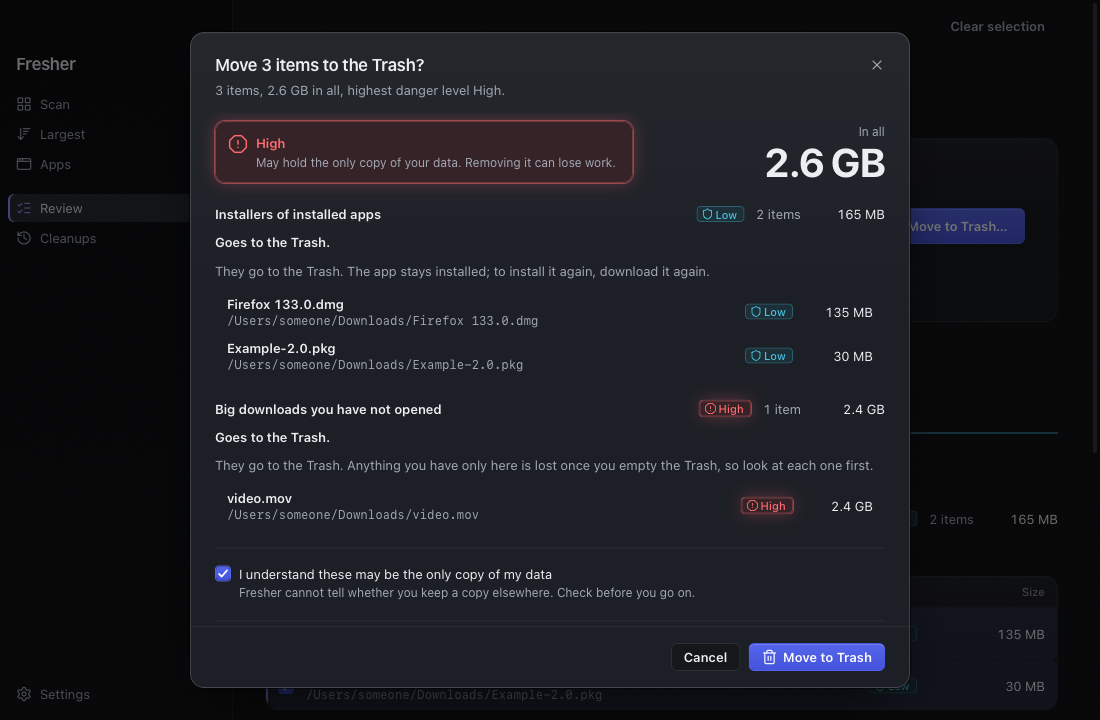 Clear selection
Fresher
Scan
Largest
Apps
Review
Cleanups
Settings
Move 3 items to the Trash?
3 items, 2.6 GB in all, highest danger level High.
High
May hold the only copy of your data. Removing it can lose work.
In all
2.6 GB
Installers of installed apps Low 2 items 165 MB
Goes to the Trash.
They go to the Trash. The app stays installed; to install it again, download it again.
Firefox 133.0.dmg
/Users/someone/Downloads/Firefox 133.0.dmg
Low 135 MB
Example-2.0.pkg
/Users/someone/Downloads/Example-2.0.pkg
Low 30 MB
Big downloads you have not opened High 1 item 2.4 GB
Goes to the Trash.
They go to the Trash. Anything you have only here is lost once you empty the Trash, so look at each one first.
video.mov
/Users/someone/Downloads/video.mov
High 2.4 GB
I understand these may be the only copy of my data
Fresher cannot tell whether you keep a copy elsewhere. Check before you go on.
Cancel Move to Trash
Move to Trash...
2 items 165 MB
Size
135 MB
/Users/someone/Downloads/Example-2.0.pkg
Low 30 MB